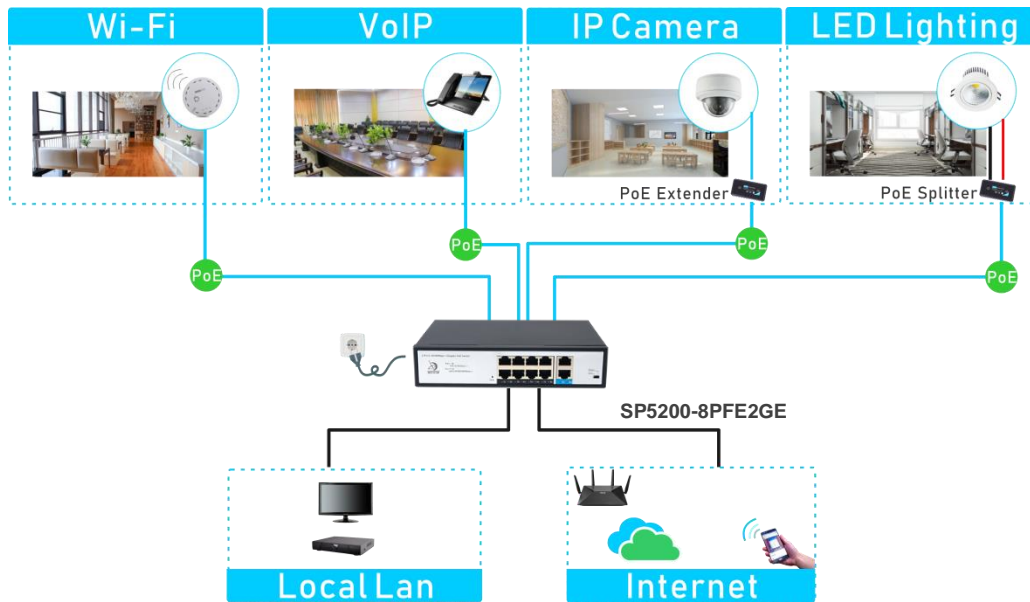 Wi-Fi
VoIP
IP Camera
LED Lighting
PoE Extender
PoE Splitter
PoE
PoE
PoE
PoE
SP5200-8PFE2GE
Local Lan
Internet